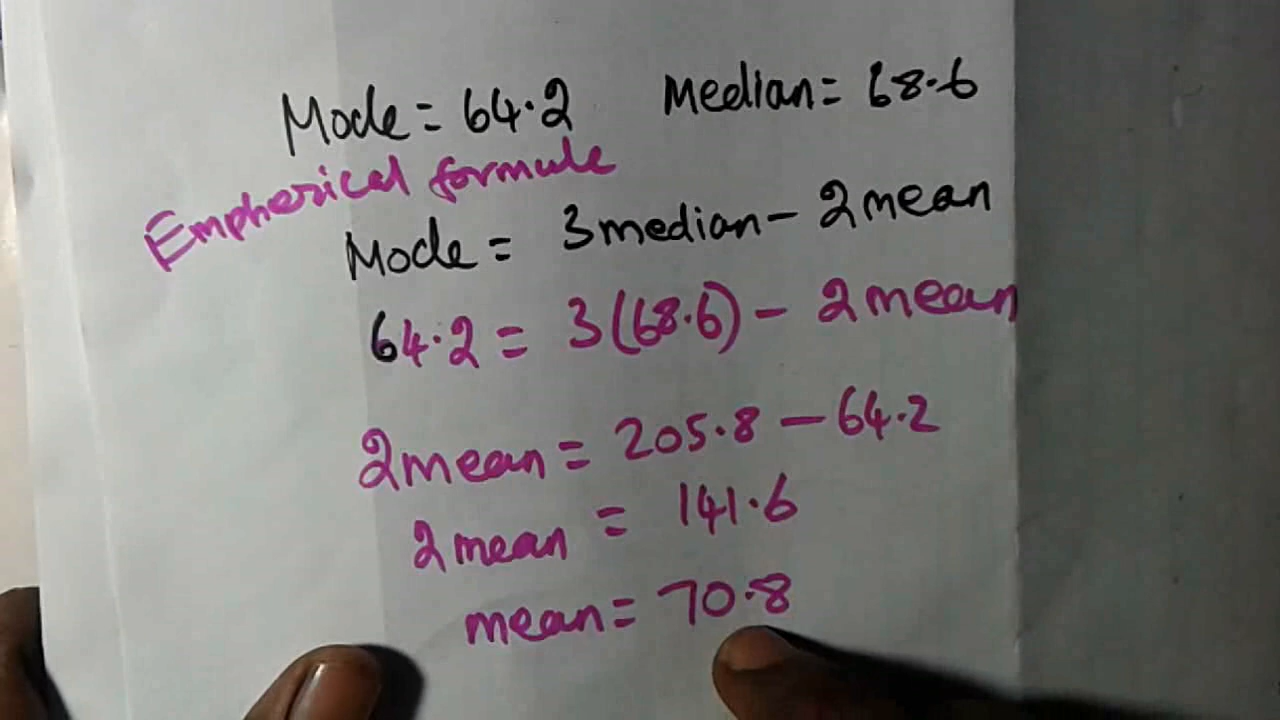 Mode = 64.2 Median = 68.6
Empherical formule
Mode = 3median - 2mean
64.2 = 3(68.6) - 2mean
2mean = 205.8 - 64.2
2mean = 141.6
mean = 70.8